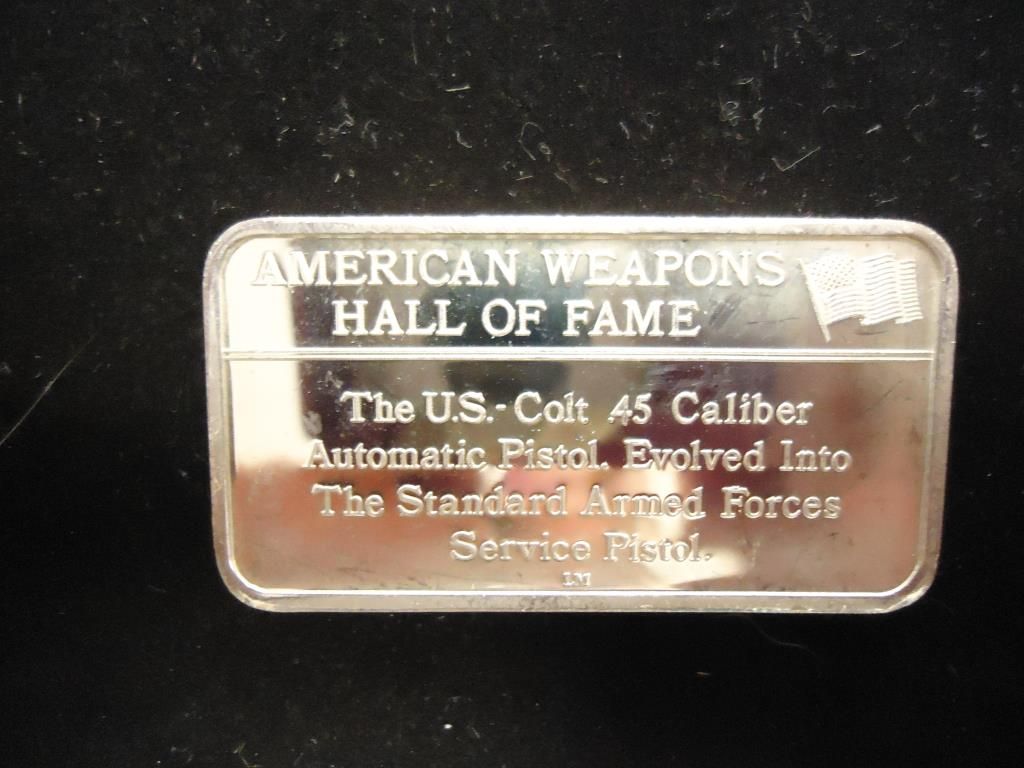 AMERICAN WEAPONS
HALL OF FAME
The U.S.-Colt .45 Caliber
Automatic Pistol. Evolved Into
The Standard Armed Forces
Service Pistol.
LM